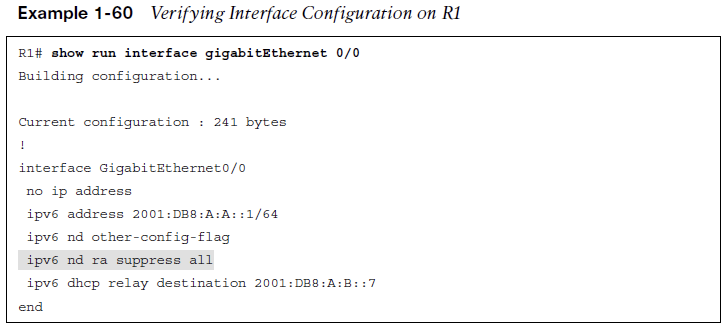 Example 1-60 Verifying Interface Configuration on R1
R1# show run interface gigabitEthernet 0/0
Building configuration...
Current configuration : 241 bytes
!
interface GigabitEthernet0/0
no ip address
ipv6 address 2001:DB8:A:A::1/64
ipv6 nd other-config-flag
ipv6 nd ra suppress all
ipv6 dhcp relay destination 2001:DB8:A:B::7
end